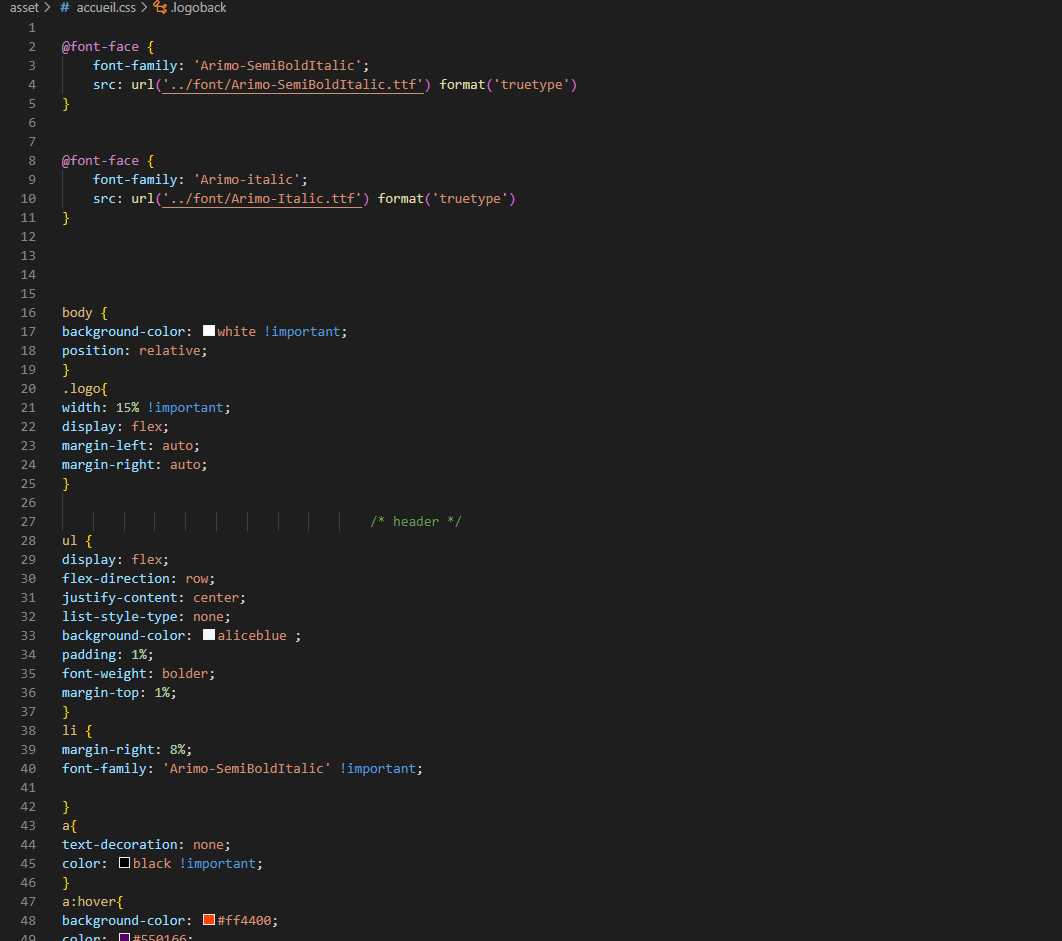 asset > # accueil.css > .logoback
1
2 @font-face {
3 font-family: 'Arimo-SemiBoldItalic';
4 src: url('../font/Arimo-SemiBoldItalic.ttf') format('truetype')
5 }
6
7
8 @font-face {
9 font-family: 'Arimo-italic';
10 src: url('../font/Arimo-Italic.ttf') format('truetype')
11 }
12
13
14
15
16 body {
17 background-color: white !important;
18 position: relative;
19 }
20 .logo{
21 width: 15% !important;
22 display: flex;
23 margin-left: auto;
24 margin-right: auto;
25 }
26
27 /* header */
28 ul {
29 display: flex;
30 flex-direction: row;
31 justify-content: center;
32 list-style-type: none;
33 background-color: aliceblue ;
34 padding: 1%;
35 font-weight: bolder;
36 margin-top: 1%;
37 }
38 li {
39 margin-right: 8%;
40 font-family: 'Arimo-SemiBoldItalic' !important;
41
42 }
43 a{
44 text-decoration: none;
45 color: black !important;
46 }
47 a:hover{
48 background-color: #ff4400;
49 color: #550166;